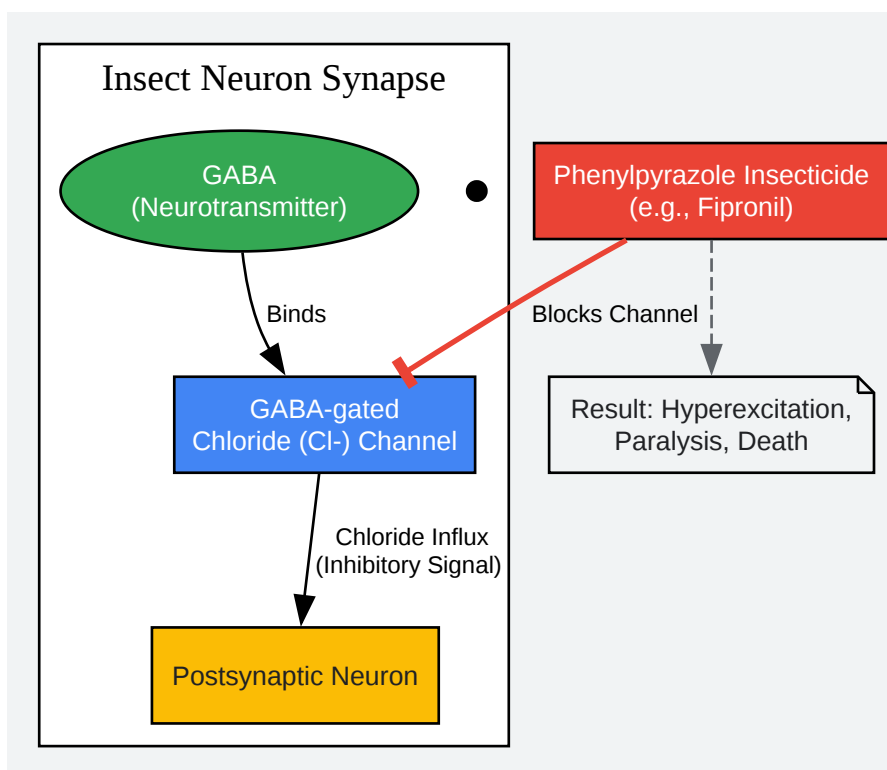 Insect Neuron Synapse
GABA
(Neurotransmitter)
Phenylpyrazole Insecticide
(e.g., Fipronil)
Binds
Blocks Channel
GABA-gated
Chloride (Cl-) Channel
Result: Hyperexcitation,
Paralysis, Death
Chloride Influx
(Inhibitory Signal)
Postsynaptic Neuron